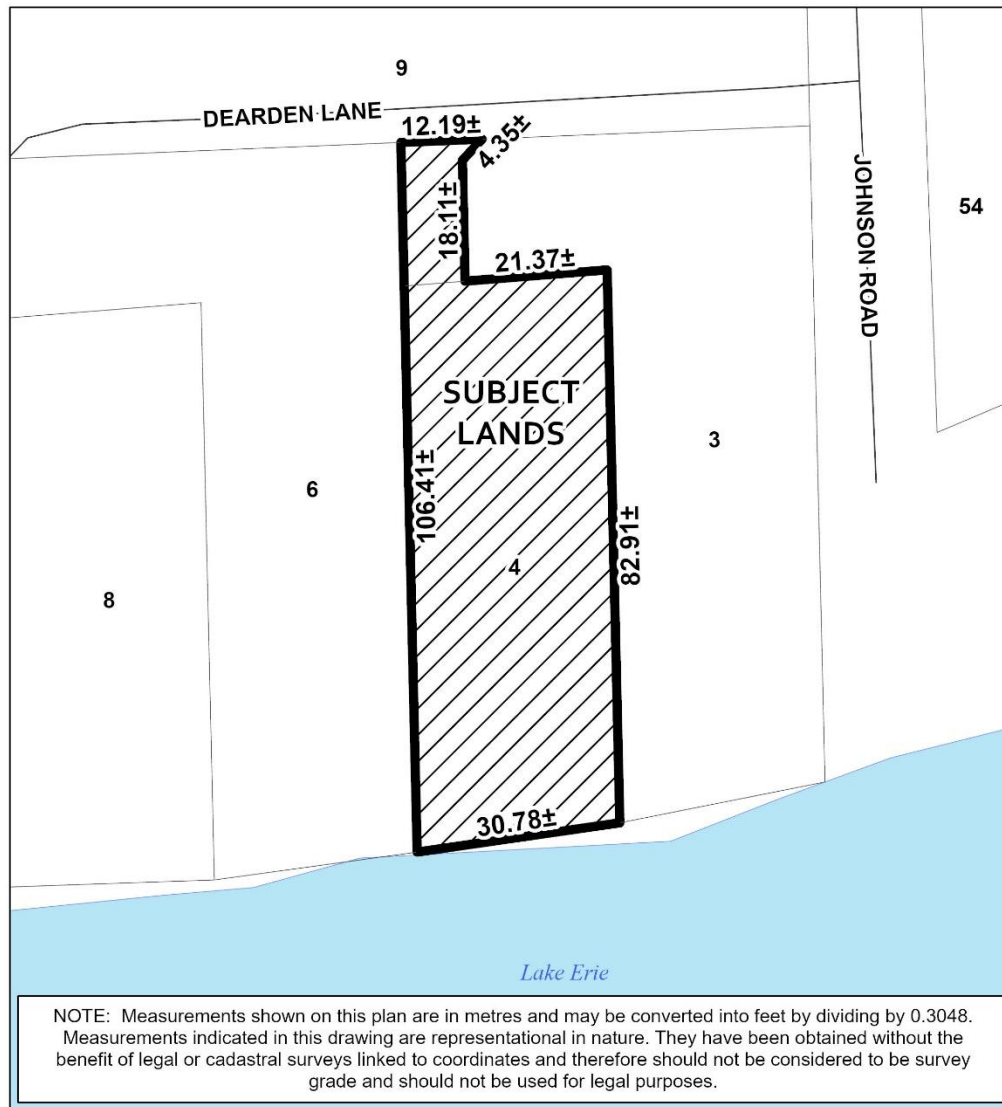 9
DEARDEN LANE
12.19±
4.35±
18.11±
JOHNSON ROAD
54
21.37±
SUBJECT
LANDS
3
106.41±
6
82.91±
4
8
30.78±
Lake Erie
NOTE: Measurements shown on this plan are in metres and may be converted into feet by dividing by 0.3048.
Measurements indicated in this drawing are representational in nature. They have been obtained without the
benefit of legal or cadastral surveys linked to coordinates and therefore should not be considered to be survey
grade and should not be used for legal purposes.